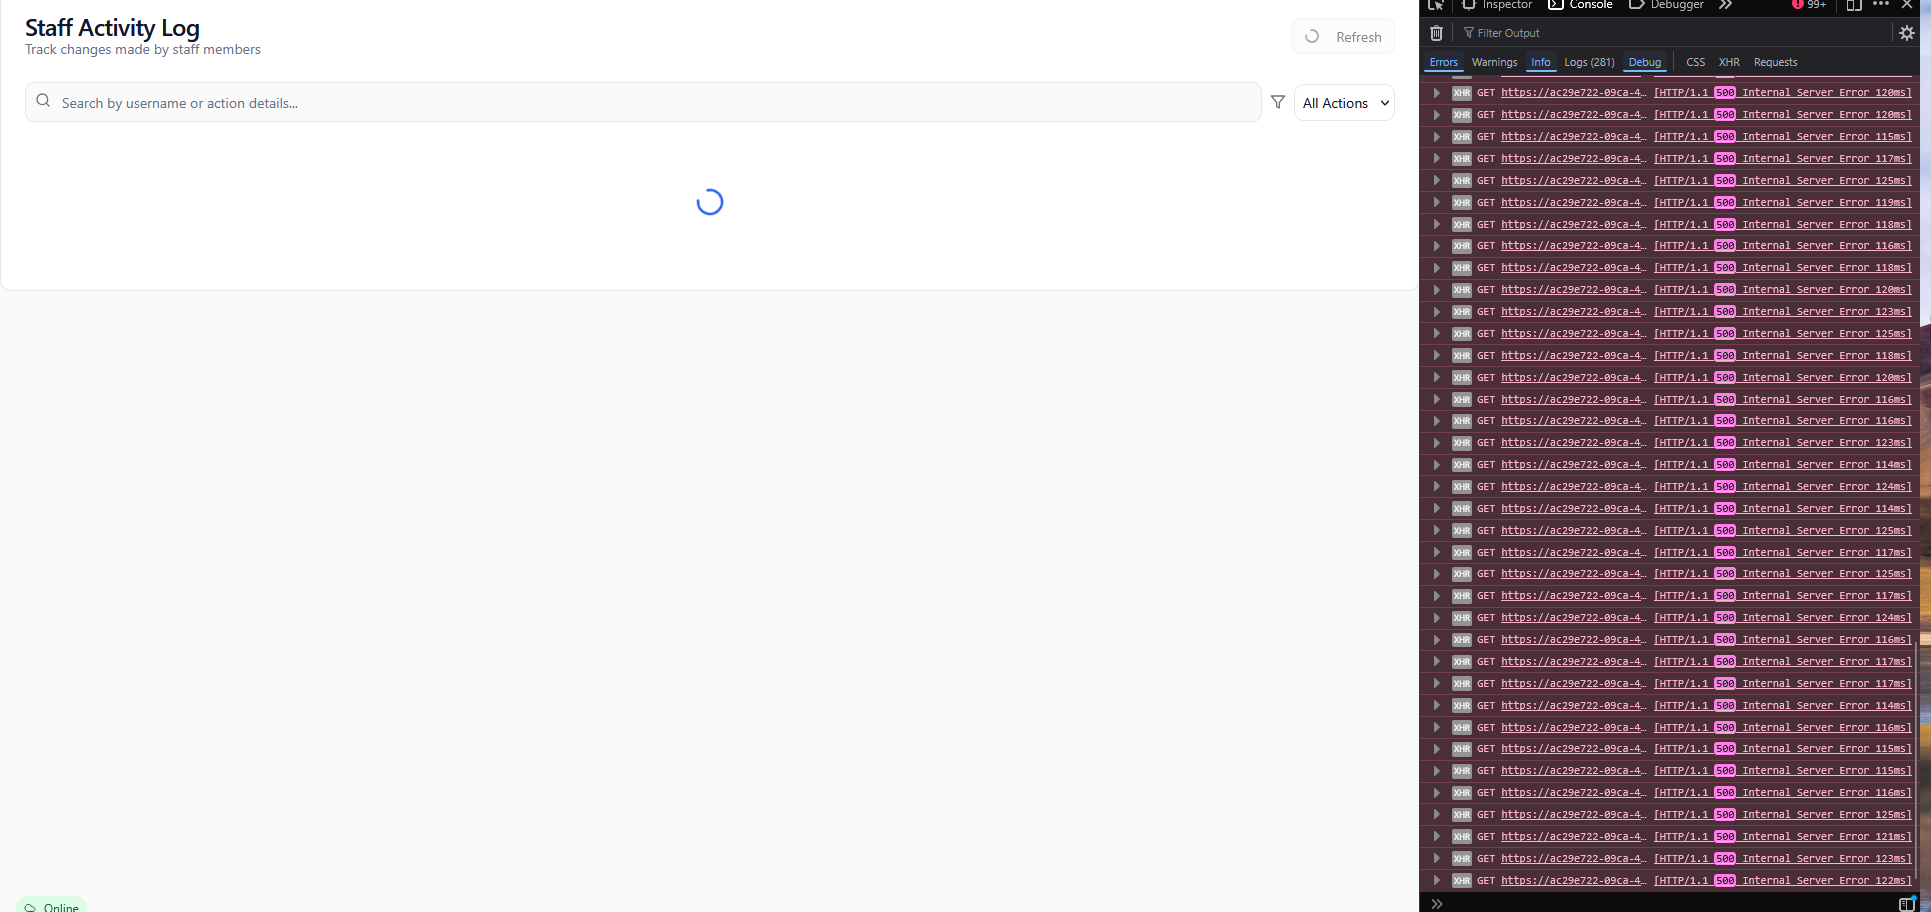 Staff Activity Log
Track changes made by staff members
Refresh
Search by username or action details...
All Actions
Online
Inspector
Console
Debugger
99+
Filter Output
Errors Warnings Info Logs (281) Debug CSS XHR Requests
XHR GET https://ac29e722-09ca-4… [HTTP/1.1 500 Internal Server Error 120ms]
XHR GET https://ac29e722-09ca-4… [HTTP/1.1 500 Internal Server Error 120ms]
XHR GET https://ac29e722-09ca-4… [HTTP/1.1 500 Internal Server Error 115ms]
XHR GET https://ac29e722-09ca-4… [HTTP/1.1 500 Internal Server Error 117ms]
XHR GET https://ac29e722-09ca-4… [HTTP/1.1 500 Internal Server Error 125ms]
XHR GET https://ac29e722-09ca-4… [HTTP/1.1 500 Internal Server Error 119ms]
XHR GET https://ac29e722-09ca-4… [HTTP/1.1 500 Internal Server Error 118ms]
XHR GET https://ac29e722-09ca-4… [HTTP/1.1 500 Internal Server Error 116ms]
XHR GET https://ac29e722-09ca-4… [HTTP/1.1 500 Internal Server Error 118ms]
XHR GET https://ac29e722-09ca-4… [HTTP/1.1 500 Internal Server Error 120ms]
XHR GET https://ac29e722-09ca-4… [HTTP/1.1 500 Internal Server Error 123ms]
XHR GET https://ac29e722-09ca-4… [HTTP/1.1 500 Internal Server Error 125ms]
XHR GET https://ac29e722-09ca-4… [HTTP/1.1 500 Internal Server Error 118ms]
XHR GET https://ac29e722-09ca-4… [HTTP/1.1 500 Internal Server Error 120ms]
XHR GET https://ac29e722-09ca-4… [HTTP/1.1 500 Internal Server Error 116ms]
XHR GET https://ac29e722-09ca-4… [HTTP/1.1 500 Internal Server Error 116ms]
XHR GET https://ac29e722-09ca-4… [HTTP/1.1 500 Internal Server Error 123ms]
XHR GET https://ac29e722-09ca-4… [HTTP/1.1 500 Internal Server Error 114ms]
XHR GET https://ac29e722-09ca-4… [HTTP/1.1 500 Internal Server Error 124ms]
XHR GET https://ac29e722-09ca-4… [HTTP/1.1 500 Internal Server Error 114ms]
XHR GET https://ac29e722-09ca-4… [HTTP/1.1 500 Internal Server Error 125ms]
XHR GET https://ac29e722-09ca-4… [HTTP/1.1 500 Internal Server Error 117ms]
XHR GET https://ac29e722-09ca-4… [HTTP/1.1 500 Internal Server Error 125ms]
XHR GET https://ac29e722-09ca-4… [HTTP/1.1 500 Internal Server Error 117ms]
XHR GET https://ac29e722-09ca-4… [HTTP/1.1 500 Internal Server Error 124ms]
XHR GET https://ac29e722-09ca-4… [HTTP/1.1 500 Internal Server Error 116ms]
XHR GET https://ac29e722-09ca-4… [HTTP/1.1 500 Internal Server Error 117ms]
XHR GET https://ac29e722-09ca-4… [HTTP/1.1 500 Internal Server Error 117ms]
XHR GET https://ac29e722-09ca-4… [HTTP/1.1 500 Internal Server Error 114ms]
XHR GET https://ac29e722-09ca-4… [HTTP/1.1 500 Internal Server Error 116ms]
XHR GET https://ac29e722-09ca-4… [HTTP/1.1 500 Internal Server Error 115ms]
XHR GET https://ac29e722-09ca-4… [HTTP/1.1 500 Internal Server Error 115ms]
XHR GET https://ac29e722-09ca-4… [HTTP/1.1 500 Internal Server Error 116ms]
XHR GET https://ac29e722-09ca-4… [HTTP/1.1 500 Internal Server Error 125ms]
XHR GET https://ac29e722-09ca-4… [HTTP/1.1 500 Internal Server Error 121ms]
XHR GET https://ac29e722-09ca-4… [HTTP/1.1 500 Internal Server Error 123ms]
XHR GET https://ac29e722-09ca-4… [HTTP/1.1 500 Internal Server Error 122ms]